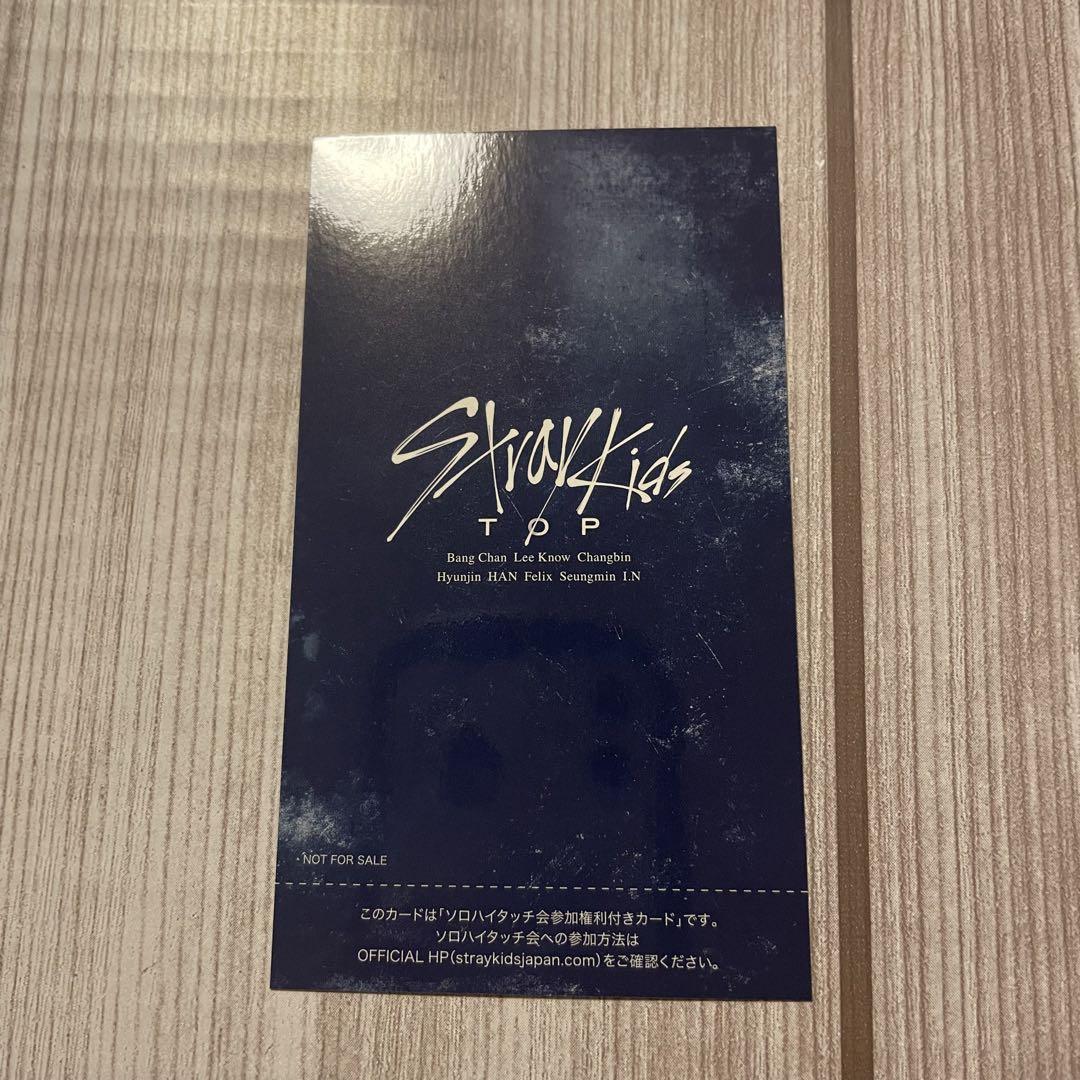 Stray Kids
TOP
Bang Chan Lee Know Changbin
Hyunjin HAN Felix Seungmin I.N
NOT FOR SALE
このカードは「ソロハイタッチ会参加権利付きカード」です。
ソロハイタッチ会への参加方法は
OFFICIAL HP(straykidsjapan.com)をご確認ください。